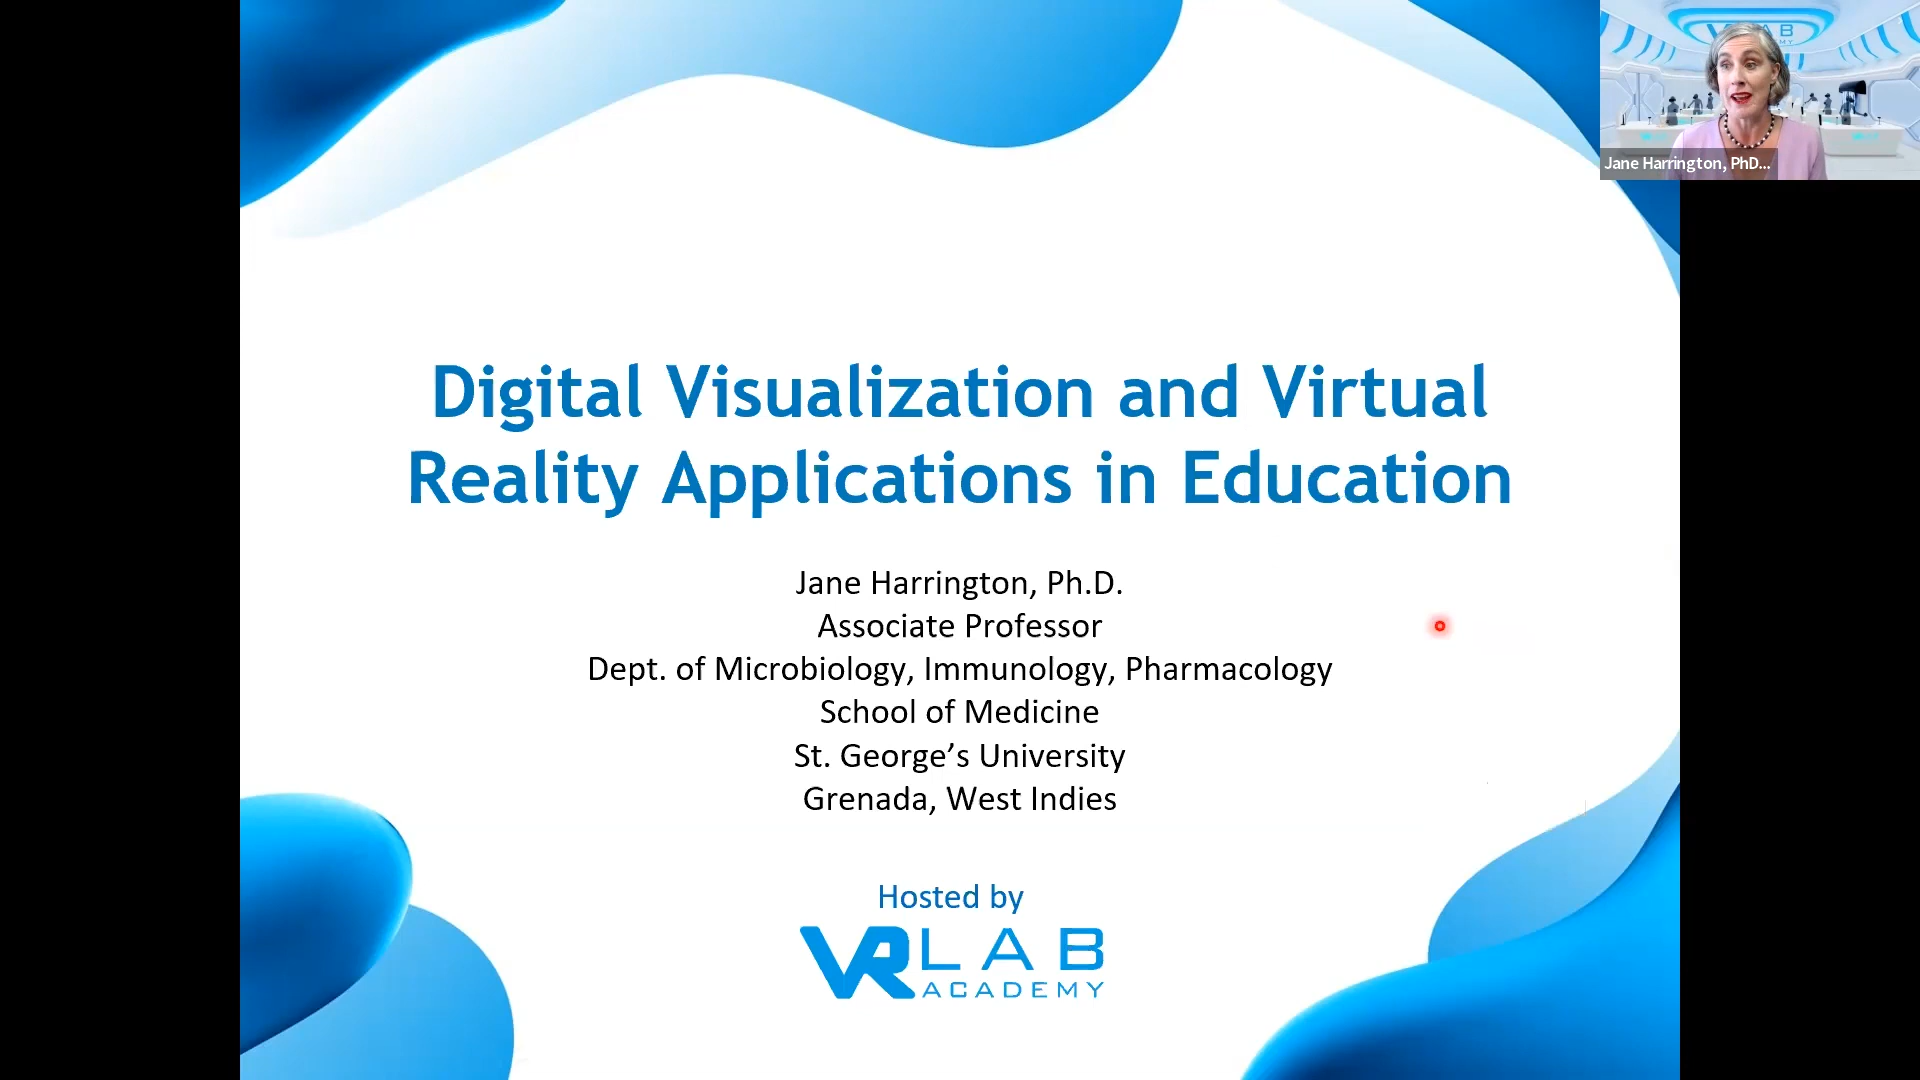 Jane Harrington, PhD...
Digital Visualization and Virtual
Reality Applications in Education
Jane Harrington, Ph.D.
Associate Professor
Dept. of Microbiology, Immunology, Pharmacology
School of Medicine
St. George’s University
Grenada, West Indies
Hosted by
VR LAB
ACADEMY